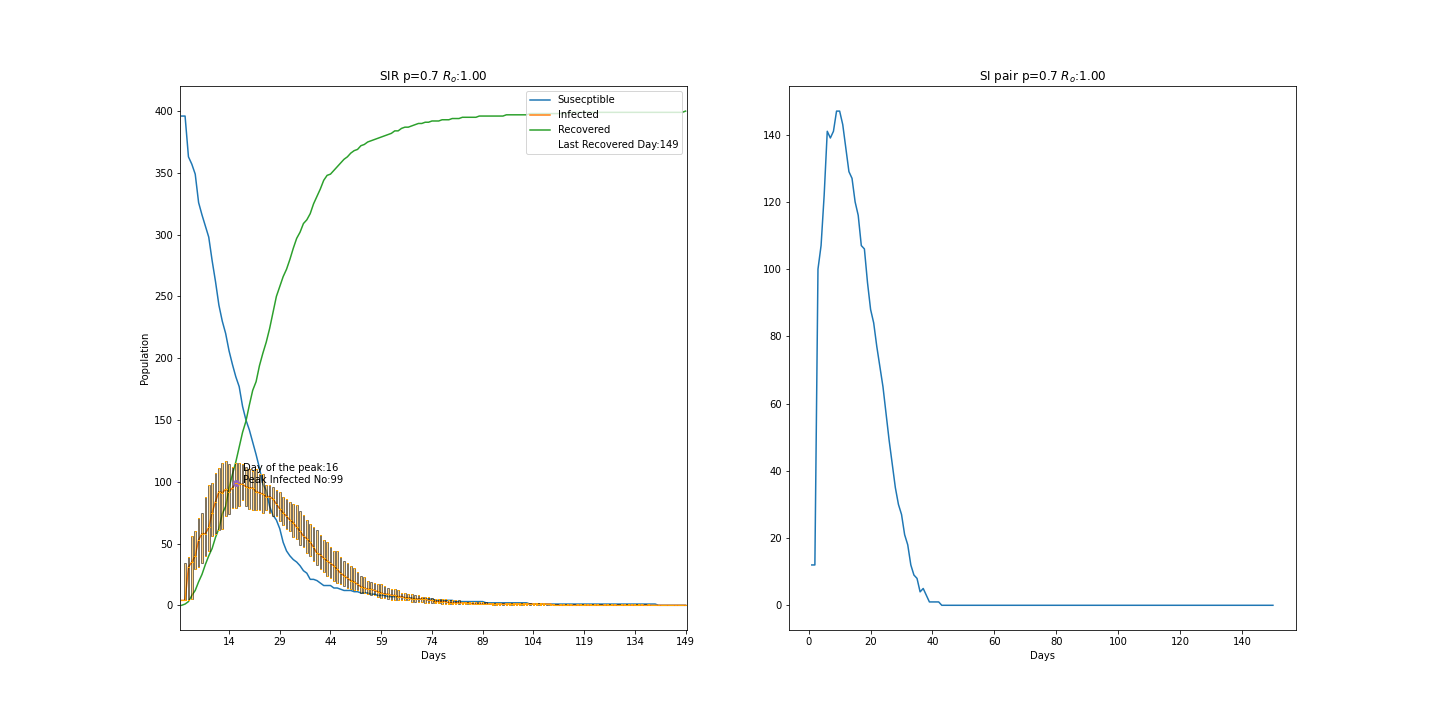 SIR p=0.7 Rₒ:1.00
Susecptible
Infected
Recovered
Last Recovered Day:149
Day of the peak:16
Peak Infected No:99
Population
400
350
300
250
200
150
100
50
0
14 29 44 59 74 89 104 119 134 149
Days
SI pair p=0.7 Rₒ:1.00
140
120
100
80
60
40
20
0
0 20 40 60 80 100 120 140
Days